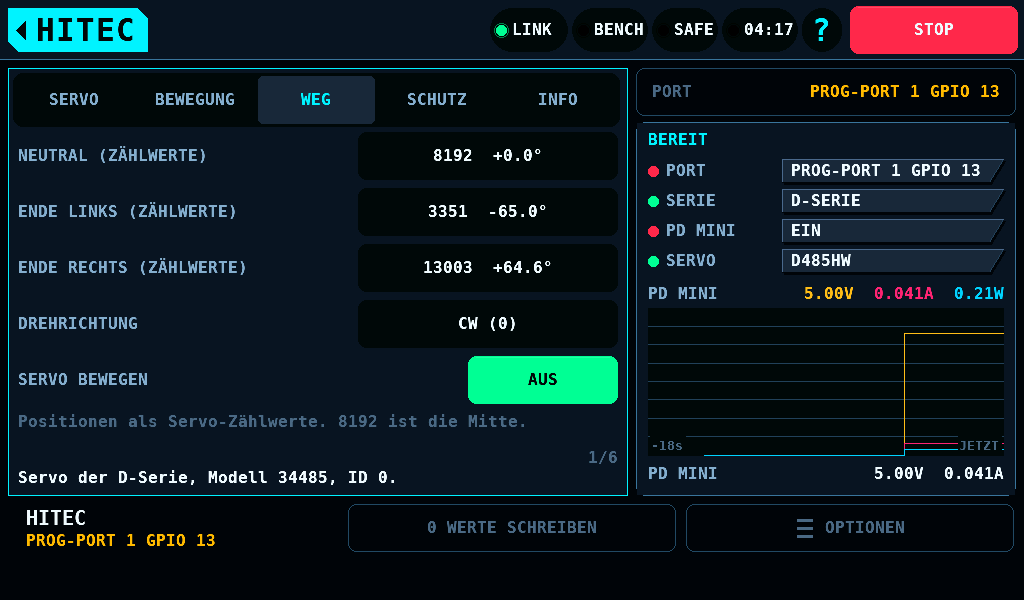 HITEC
LINK
BENCH
SAFE
04:17
?
STOP
SERVO
BEWEGUNG
WEG
SCHUTZ
INFO
NEUTRAL (ZÄHLWERTE)
8192 +0.0°
ENDE LINKS (ZÄHLWERTE)
3351 -65.0°
ENDE RECHTS (ZÄHLWERTE)
13003 +64.6°
DREHRICHTUNG
CW (0)
SERVO BEWEGEN
AUS
Positionen als Servo-Zählwerte. 8192 ist die Mitte.
1/6
Servo der D-Serie, Modell 34485, ID 0.
PORT
PROG-PORT 1 GPIO 13
BEREIT
PORT
PROG-PORT 1 GPIO 13
SERIE
D-SERIE
PD MINI
EIN
SERVO
D485HW
PD MINI
5.00V 0.041A 0.21W
-18s
JETZT
PD MINI
5.00V 0.041A
HITEC
PROG-PORT 1 GPIO 13
0 WERTE SCHREIBEN
OPTIONEN